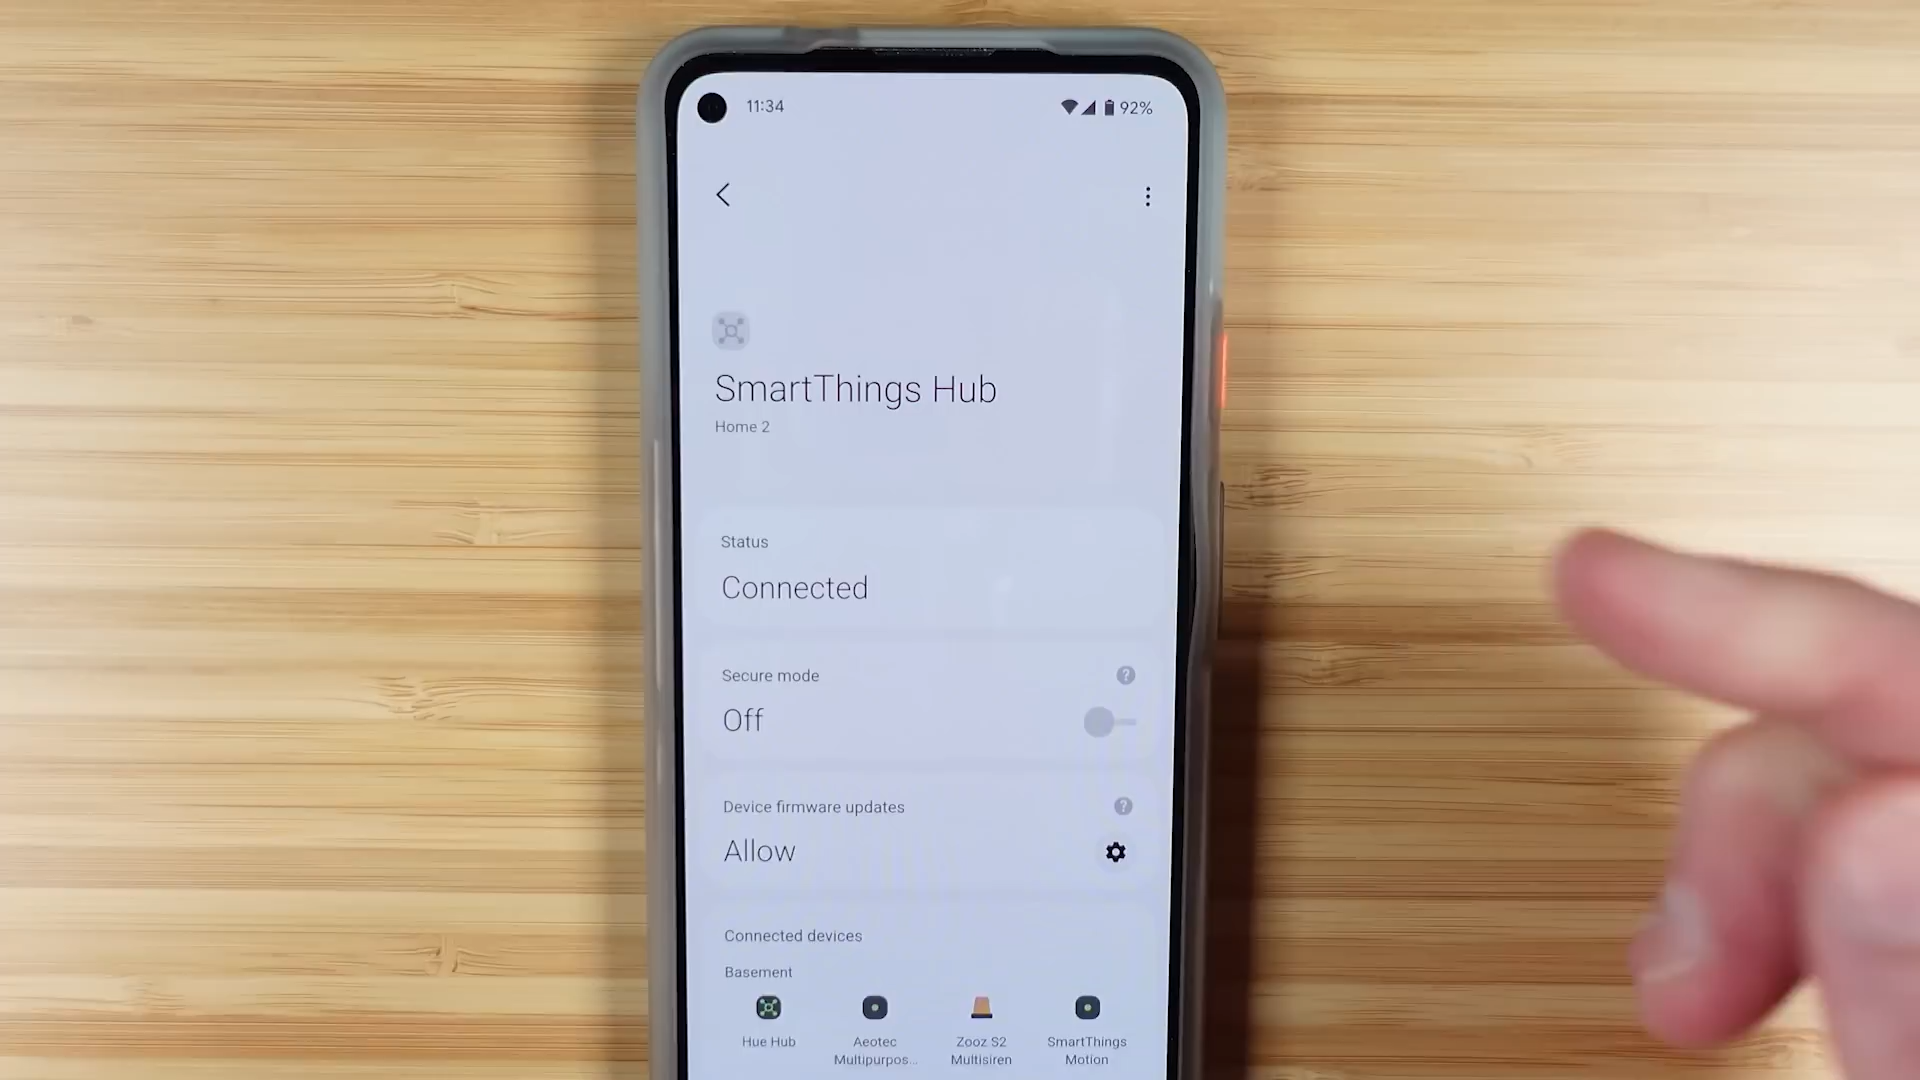 11:34
92%
SmartThings Hub
Home 2
Status
Connected
Secure mode
?
Off
Device firmware updates
?
Allow
Connected devices
Basement
Hue Hub
Aeotec
Multipurpos...
Zooz S2
Multisiren
SmartThings
Motion